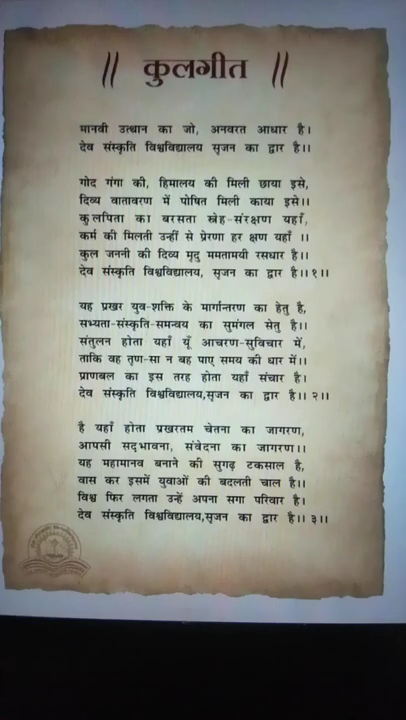 ॥ कुलगीत ॥
मानवी उत्थान का जो, अनवरत आधार है।
देव संस्कृति विश्वविद्यालय सृजन का द्वार है।।
गोद गंगा की, हिमालय की मिली छाया इसे,
दिव्य वातावरण में पोषित मिली काया इसे।।
कुलपिता का बरसता स्नेह-संरक्षण यहाँ,
कर्म की मिलती उन्हीं से प्रेरणा हर क्षण यहाँ ।।
कुल जननी की दिव्य मृदु ममतामयी रसधार है।
देव संस्कृति विश्वविद्यालय, सृजन का द्वार है।।१।।
यह प्रखर युव-शक्ति के मार्गान्तरण का हेतु है,
सभ्यता-संस्कृति-समन्वय का सुमंगल सेतु है।।
संतुलन होता यहाँ यूँ आचरण-सुविचार में,
ताकि वह तृण-सा न बह पाए समय की धार में।।
प्राणबल का इस तरह होता यहाँ संचार है।
देव संस्कृति विश्वविद्यालय,सृजन का द्वार है।। २।।
है यहाँ होता प्रखरतम चेतना का जागरण,
आपसी सद्‌भावना, संवेदना का जागरण।।
यह महामानव बनाने की सुगढ़ टकसाल है,
वास कर इसमें युवाओं की बदलती चाल है।।
विश्व फिर लगता उन्हें अपना सगा परिवार है।
देव संस्कृति विश्वविद्यालय,सृजन का द्वार है।। ३।।